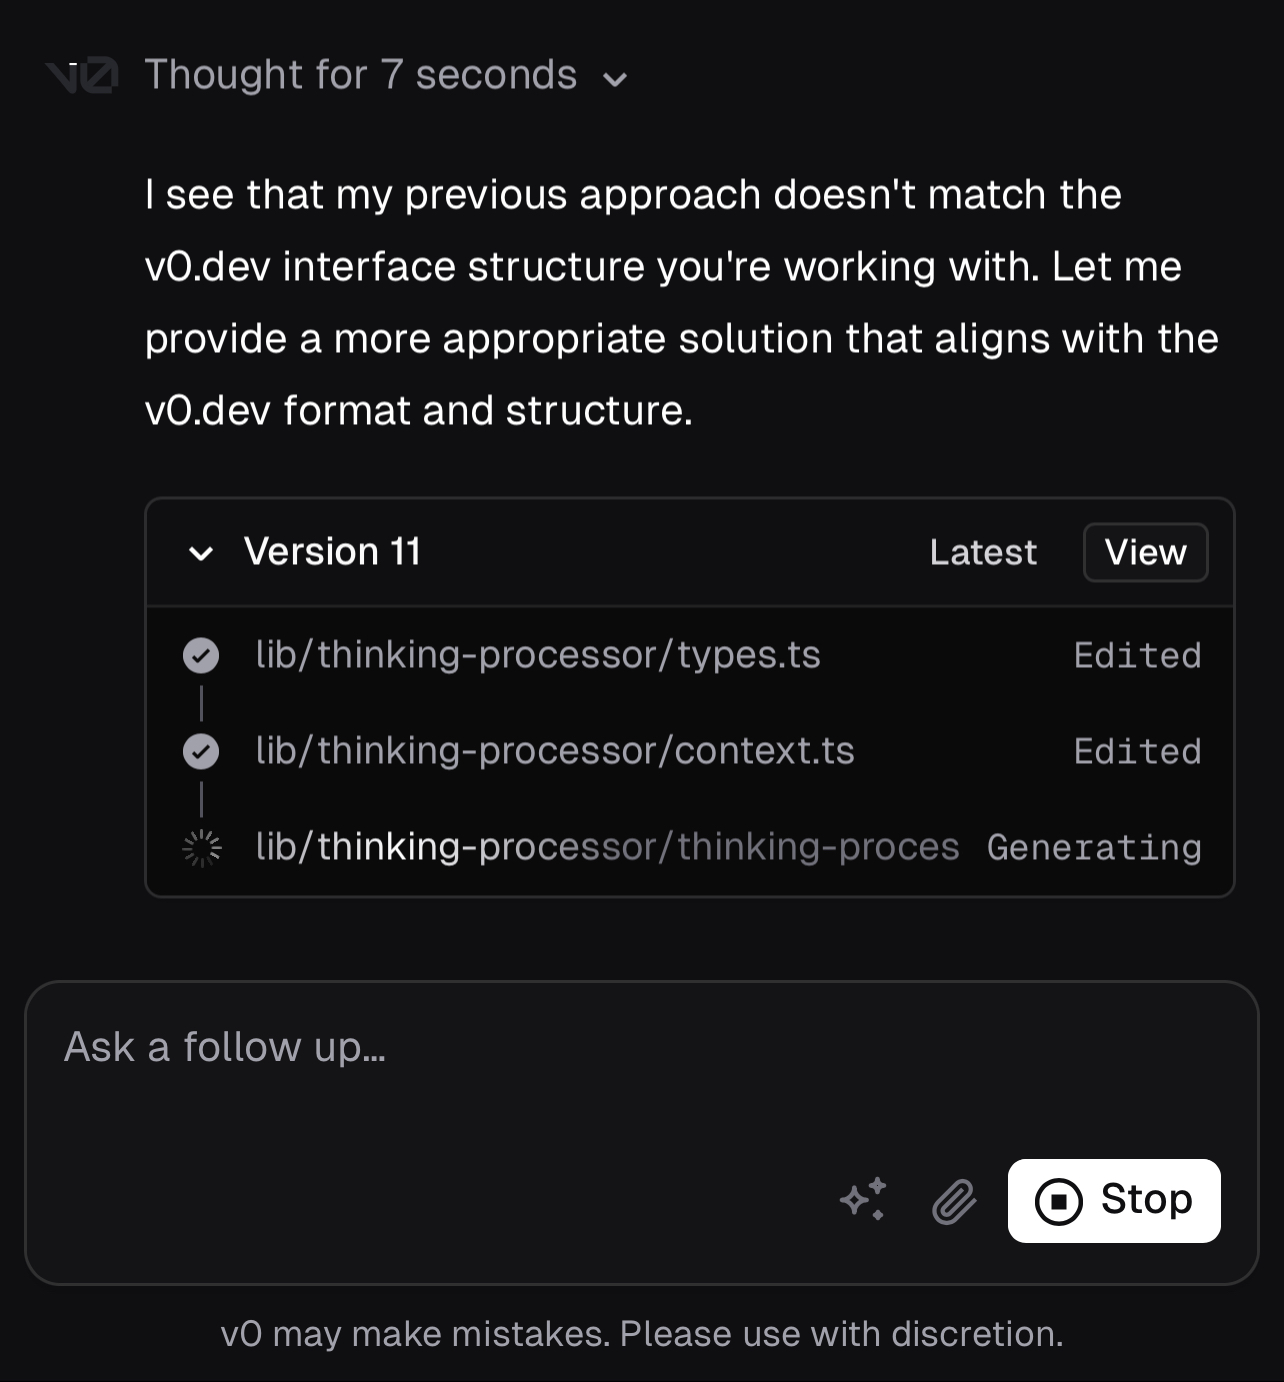 v0 Thought for 7 seconds
I see that my previous approach doesn't match the
v0.dev interface structure you're working with. Let me
provide a more appropriate solution that aligns with the
v0.dev format and structure.
Version 11 Latest View
lib/thinking-processor/types.ts Edited
lib/thinking-processor/context.ts Edited
lib/thinking-processor/thinking-proces Generating
Ask a follow up...
Stop
v0 may make mistakes. Please use with discretion.